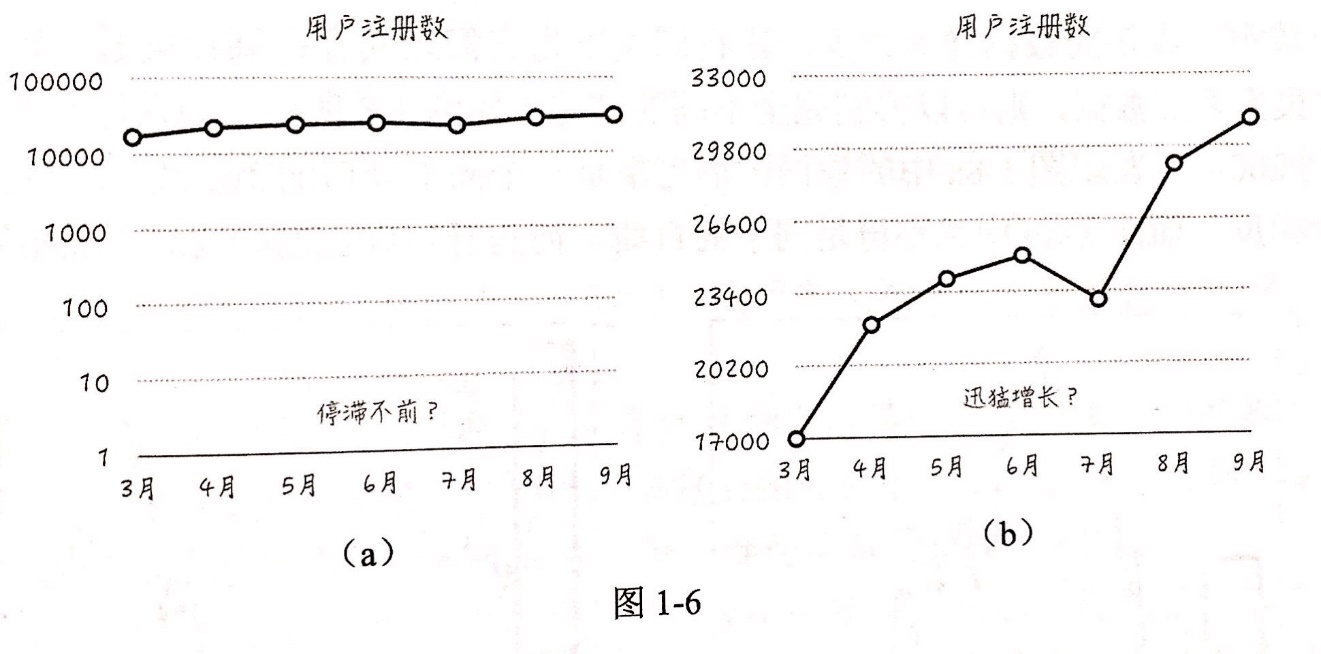 用户注册数
100000
10000
1000
100
10
1
停滞不前?
3月 4月 5月 6月 7月 8月 9月
(a)
用户注册数
33000
29800
26600
23400
20200
17000
迅猛增长?
3月 4月 5月 6月 7月 8月 9月
(b)
图 1-6